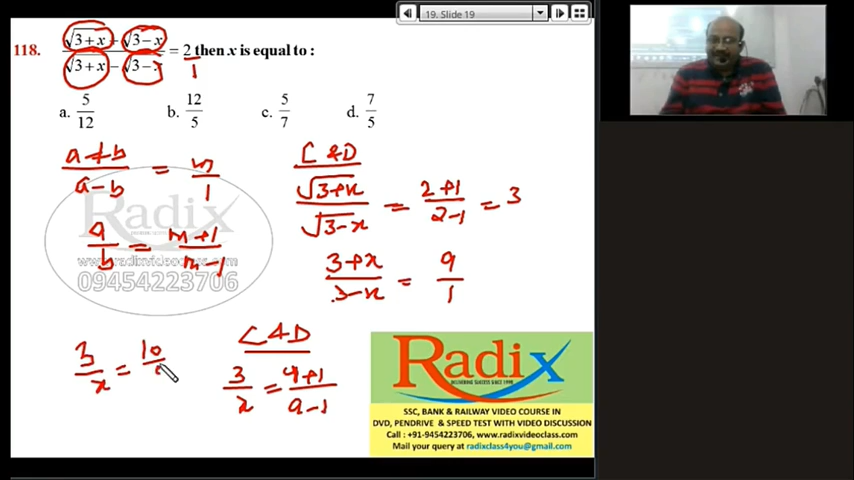 19. Slide 19
118. (√3+x + √3−x)/(√3+x − √3−x) = 2/1 then x is equal to :
a. 5/12 b. 12/5 c. 5/7 d. 7/5
(a+b)/(a-b) = m/1
a/b = (m+1)/(m-1)
C & D
√3+x/√3-x = (2+1)/(2-1) = 3
(3+x)/(3-x) = 9/1
C & D
3/x = (9+1)/(9-1)
3/x = 10/
Radix
www.radixvideoclass.com
09454223706
Radix
DELIVERING SUCCESS SINCE 1998
SSC, BANK & RAILWAY VIDEO COURSE IN
DVD, PENDRIVE & SPEED TEST WITH VIDEO DISCUSSION
Call : +91-9454223706, www.radixvideoclass.com
Mail your query at radixclass4you@gmail.com